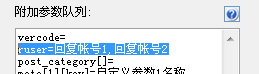 附加参数队列:
vercode=
ruser=回复帐号1,回复帐号2
post_category[]=